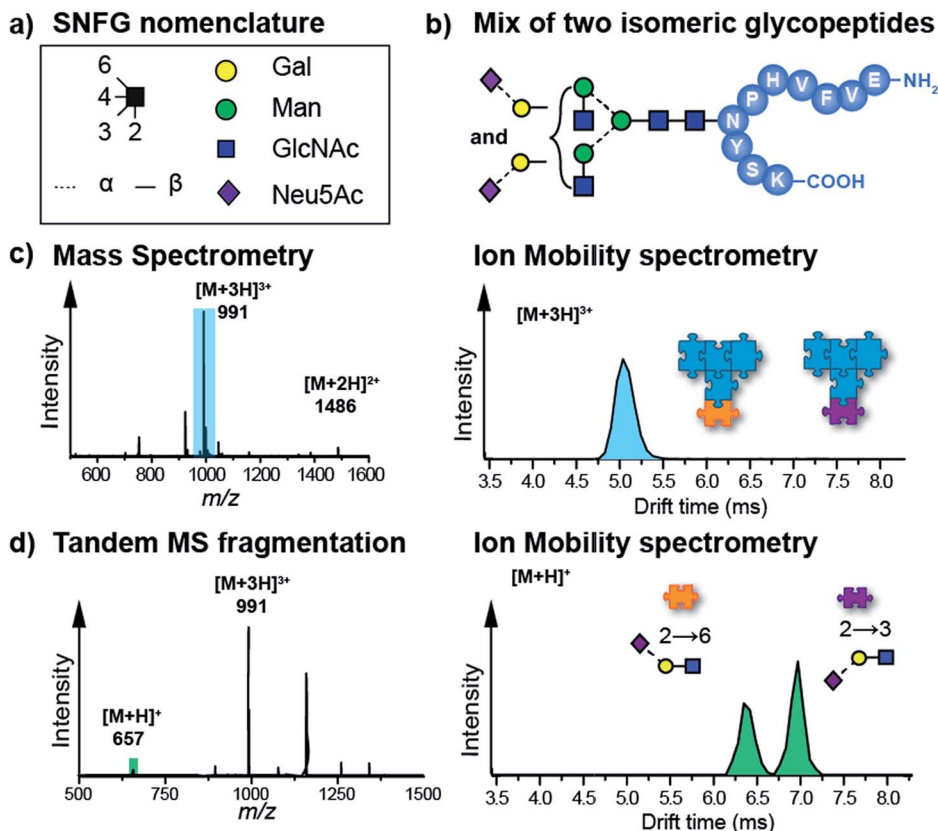 a) SNFG nomenclature
6
4
3 2
α β
Gal
Man
GlcNAc
Neu5Ac
b) Mix of two isomeric glycopeptides
and
N P H V F V E NH₂
Y S K COOH
c) Mass Spectrometry
[M+3H]³⁺
991
[M+2H]²⁺
1486
Intensity
600 800 1000 1200 1400 1600
m/z
Ion Mobility spectrometry
[M+3H]³⁺
Intensity
3.5 4.0 4.5 5.0 5.5 6.0 6.5 7.0 7.5 8.0
Drift time (ms)
d) Tandem MS fragmentation
[M+3H]³⁺
991
[M+H]⁺
657
Intensity
500 750 1000 1250 1500
m/z
Ion Mobility spectrometry
[M+H]⁺
2→6
2→3
Intensity
3.5 4.0 4.5 5.0 5.5 6.0 6.5 7.0 7.5 8.0
Drift time (ms)